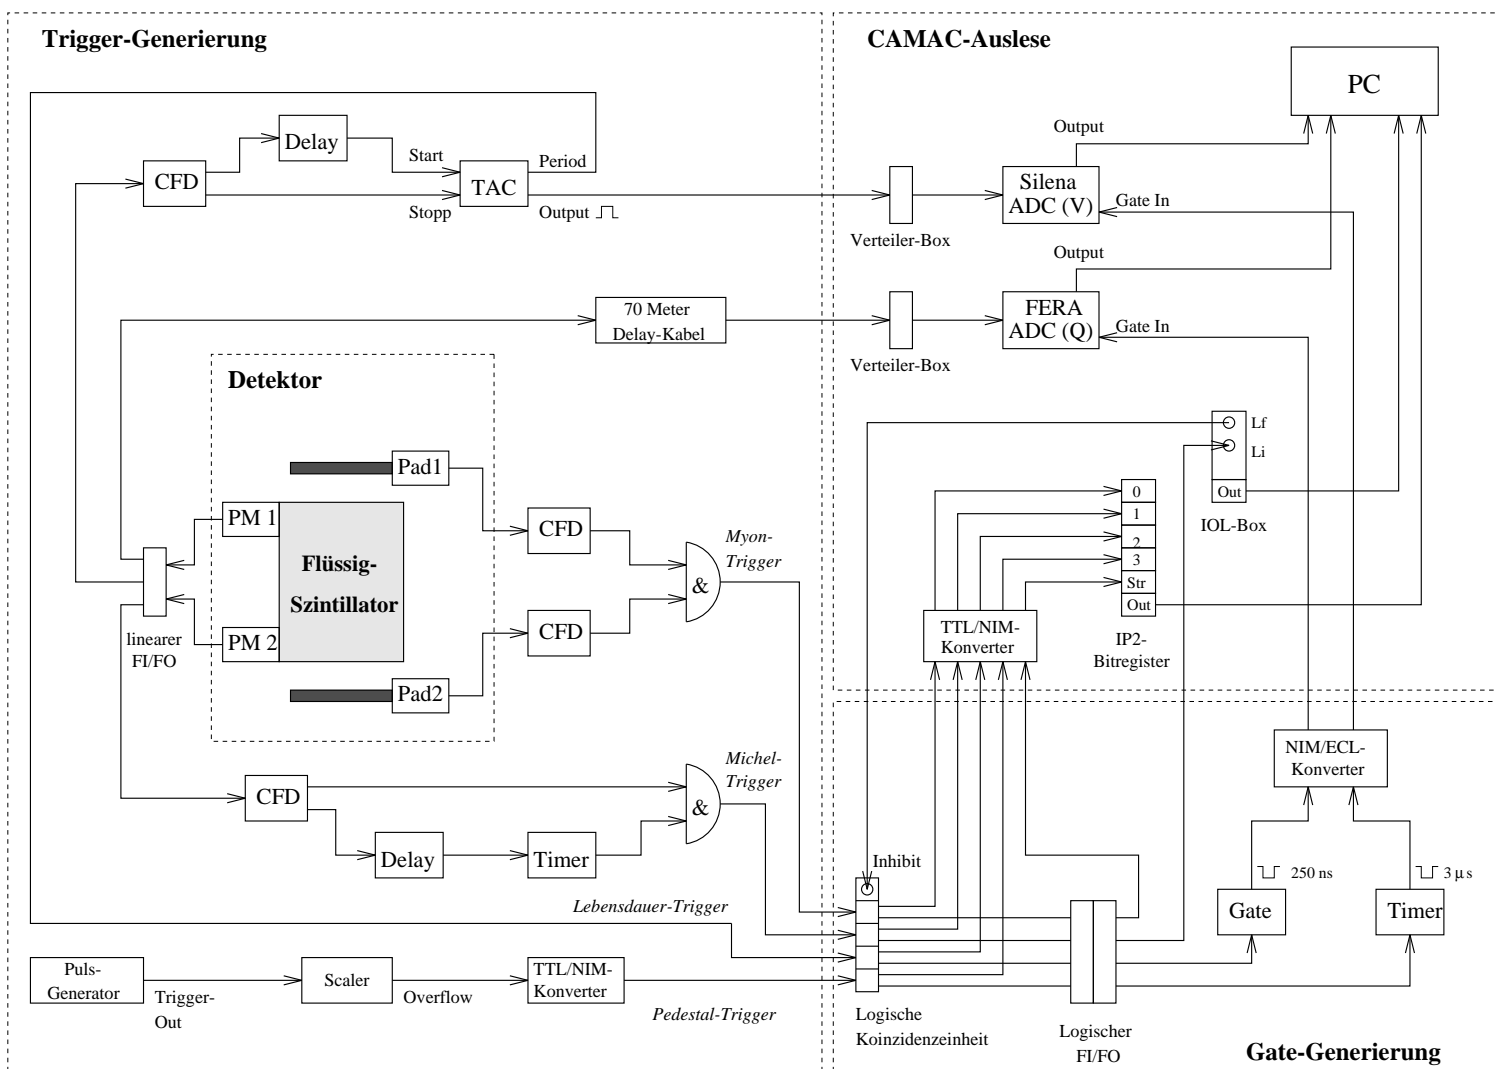 Trigger-Generierung
CAMAC-Auslese
PC
Delay
Start
Period
CFD
TAC
Stopp
Output
Output
Silena
ADC (V)
Gate In
Verteiler-Box
Output
70 Meter
Delay-Kabel
FERA
ADC (Q)
Gate In
Verteiler-Box
Detektor
Pad1
PM 1
Flüssig-
Szintillator
PM 2
Pad2
linearer
FI/FO
CFD
CFD
Myon-
Trigger
&
Lf
Li
Out
IOL-Box
0
1
2
3
Str
Out
IP2-
Bitregister
TTL/NIM-
Konverter
NIM/ECL-
Konverter
Michel-
Trigger
CFD
&
Delay
Timer
Inhibit
250 ns
3 μs
Gate
Timer
Lebensdauer-Trigger
Puls-
Generator
Trigger-
Out
Scaler
Overflow
TTL/NIM-
Konverter
Pedestal-Trigger
Logische
Koinzidenzeinheit
Logischer
FI/FO
Gate-Generierung